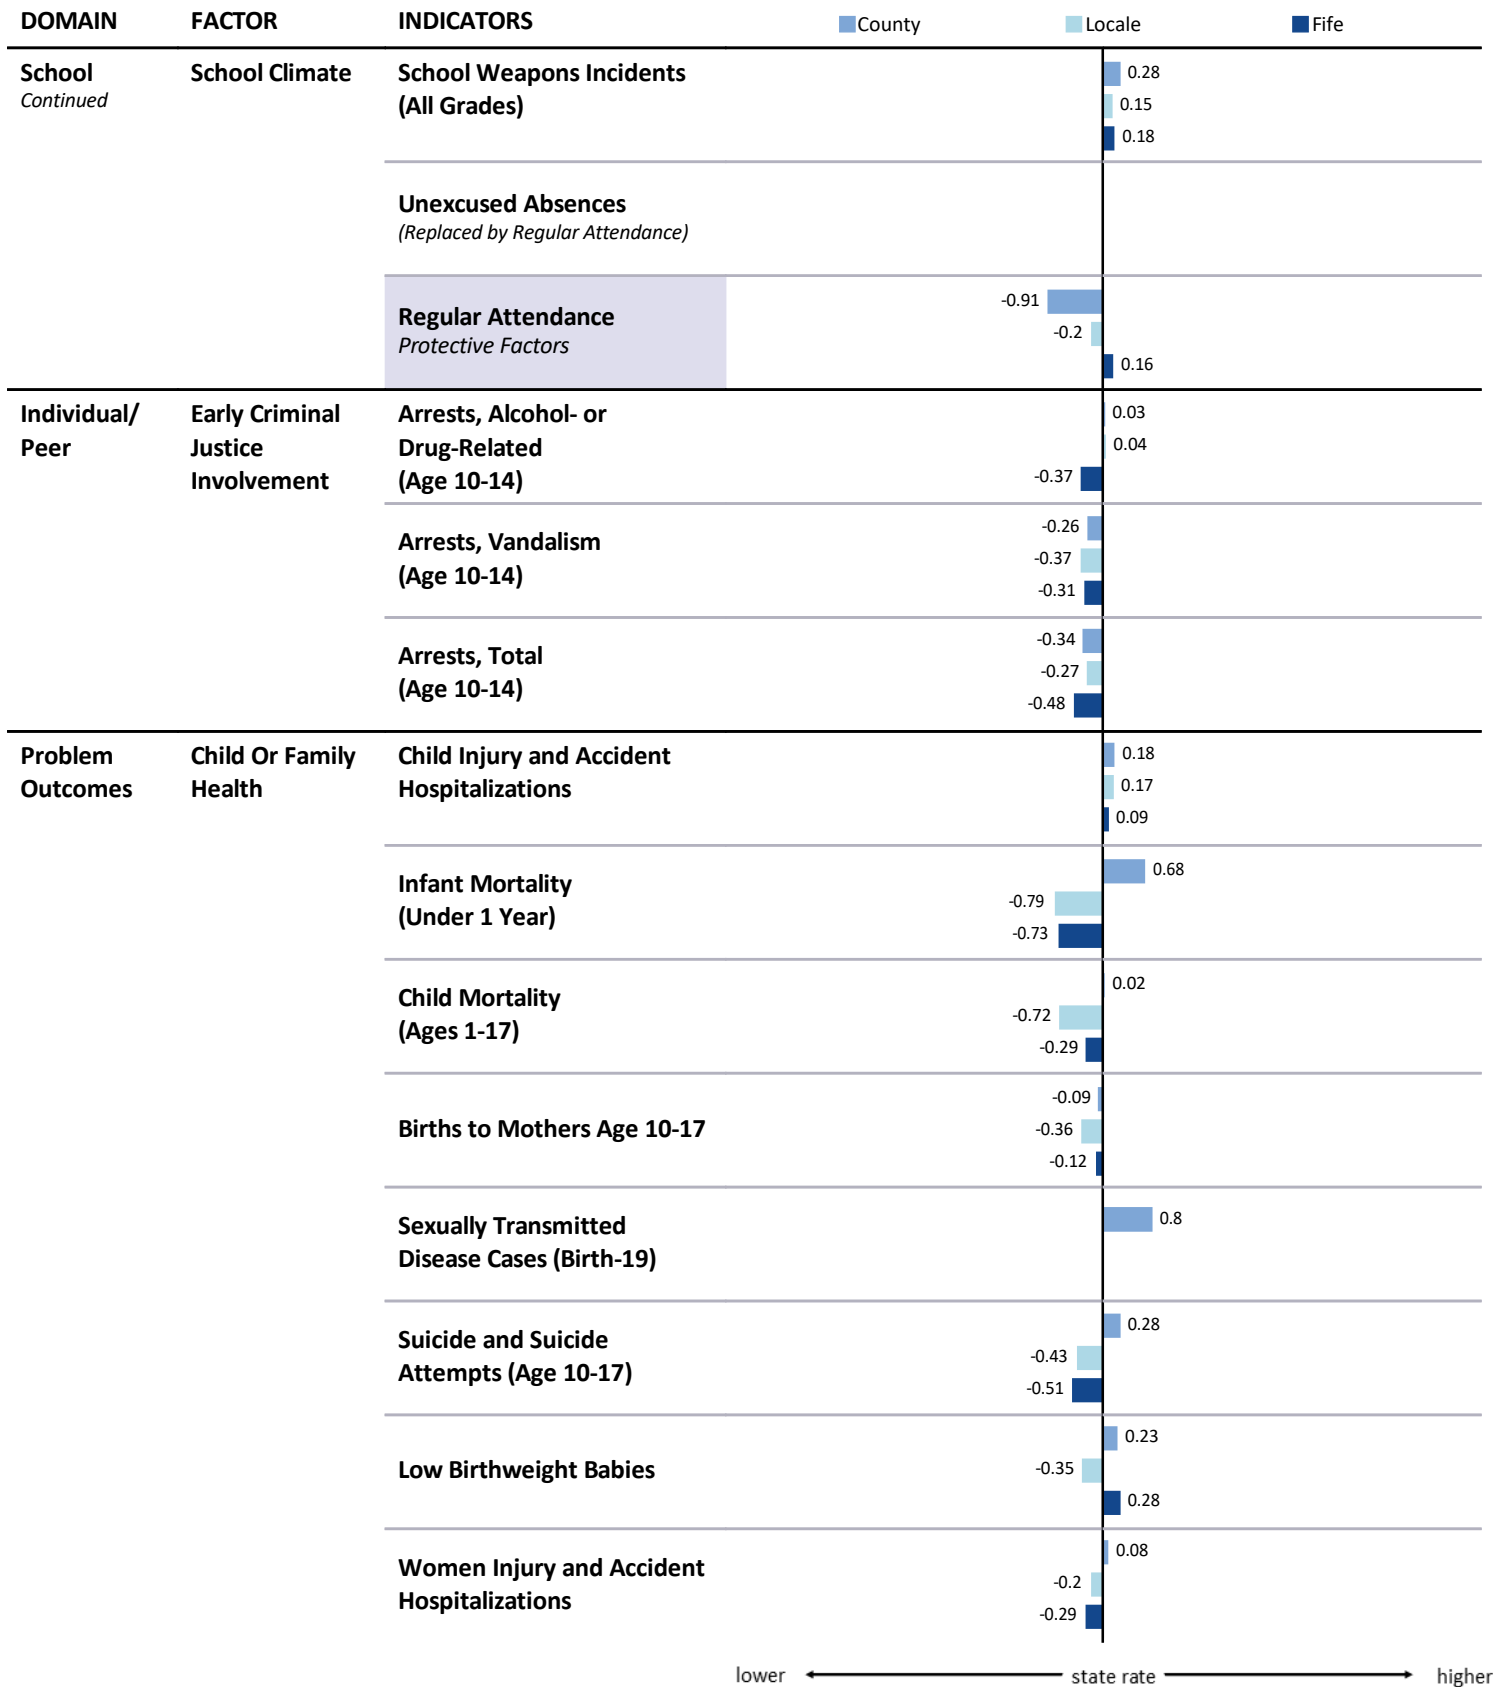 DOMAIN FACTOR INDICATORS County Locale Fife
School School Climate School Weapons Incidents 0.28
Continued (All Grades) 0.15
0.18
Unexcused Absences
(Replaced by Regular Attendance)
-0.91
Regular Attendance -0.2
Protective Factors 0.16
Individual/ Early Criminal Arrests, Alcohol- or 0.03
Peer Justice Drug-Related 0.04
Involvement (Age 10-14) -0.37
-0.26
Arrests, Vandalism -0.37
(Age 10-14) -0.31
-0.34
Arrests, Total -0.27
(Age 10-14) -0.48
Problem Child Or Family Child Injury and Accident 0.18
Outcomes Health Hospitalizations 0.17
0.09
0.68
Infant Mortality -0.79
(Under 1 Year) -0.73
0.02
Child Mortality -0.72
(Ages 1-17) -0.29
-0.09
Births to Mothers Age 10-17 -0.36
-0.12
Sexually Transmitted 0.8
Disease Cases (Birth-19)
0.28
Suicide and Suicide -0.43
Attempts (Age 10-17) -0.51
0.23
Low Birthweight Babies -0.35
0.28
0.08
Women Injury and Accident -0.2
Hospitalizations -0.29
lower state rate higher